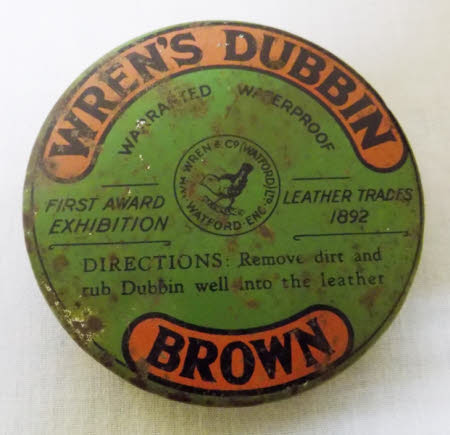 WREN'S DUBBIN
WARRANTED WATERPROOF
WM WREN & CO (WATFORD) LTD.
WATFORD ENG.
FIRST AWARD
EXHIBITION
LEATHER TRADES
1892
DIRECTIONS: Remove dirt and
rub Dubbin well into the leather
BROWN